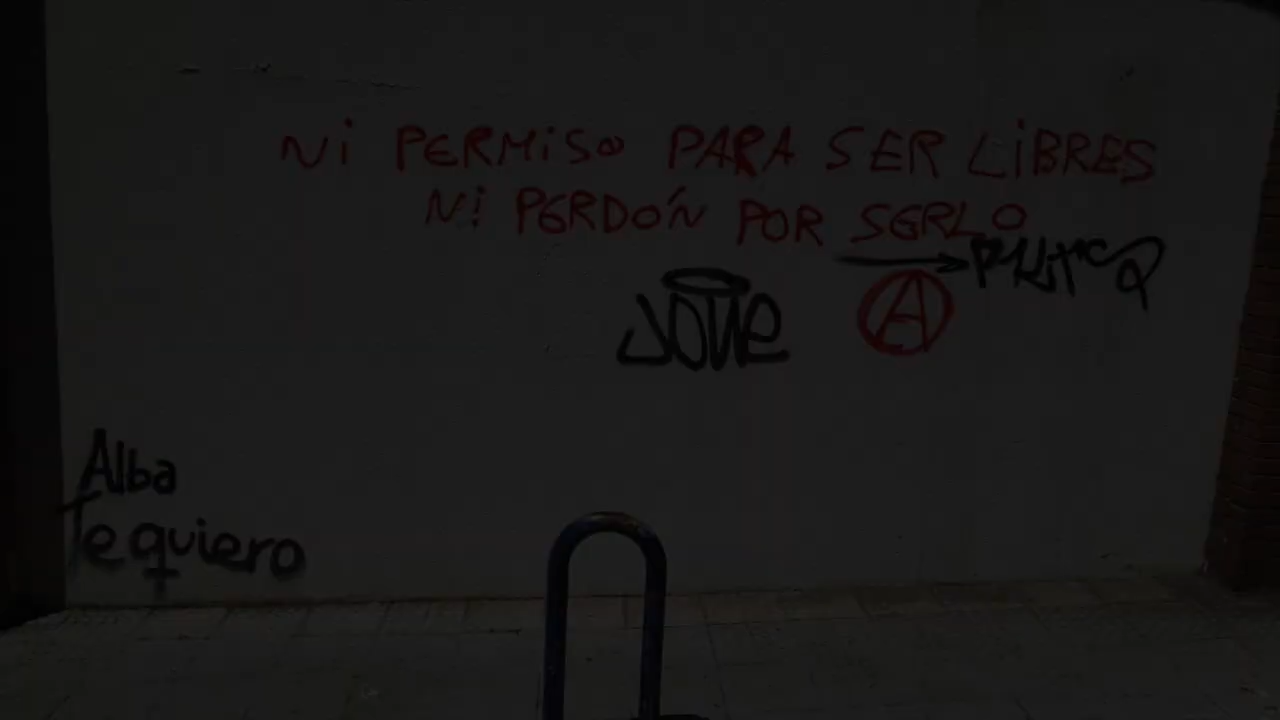 Ni PERMiSO PARA SER LiBRES
Ni PERDÓN POR SERLO
Alba
Te quiero